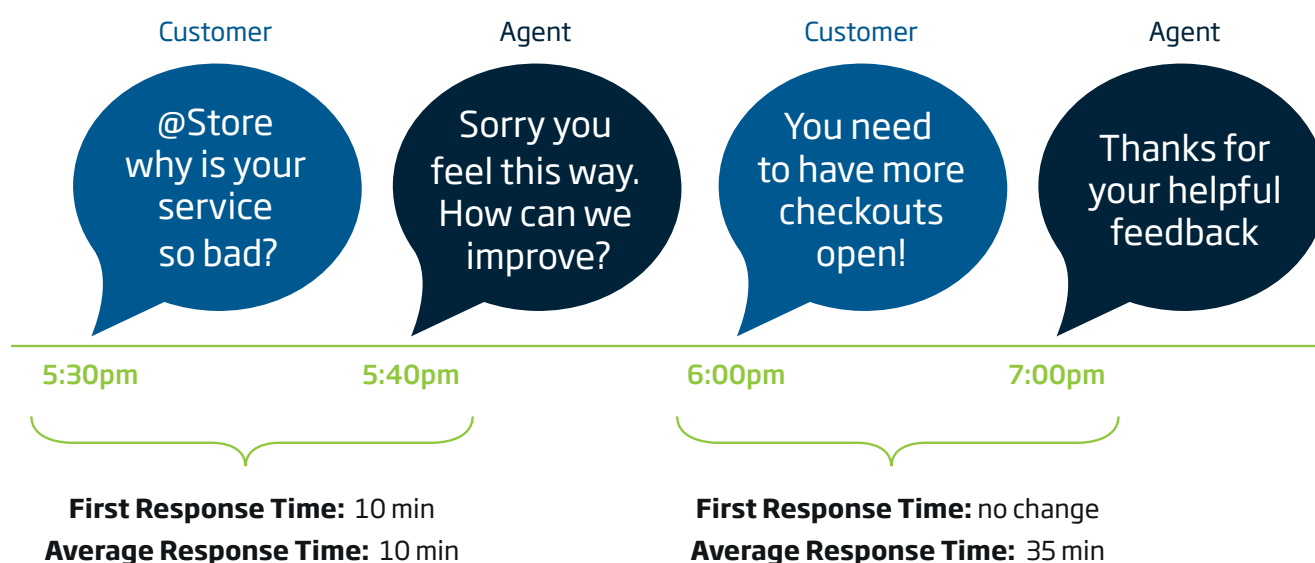 Customer
Agent
Customer
Agent
@Store
why is your
service
so bad?
Sorry you
feel this way.
How can we
improve?
You need
to have more
checkouts
open!
Thanks for
your helpful
feedback
5:30pm
5:40pm
6:00pm
7:00pm
First Response Time: 10 min
Average Response Time: 10 min
First Response Time: no change
Average Response Time: 35 min